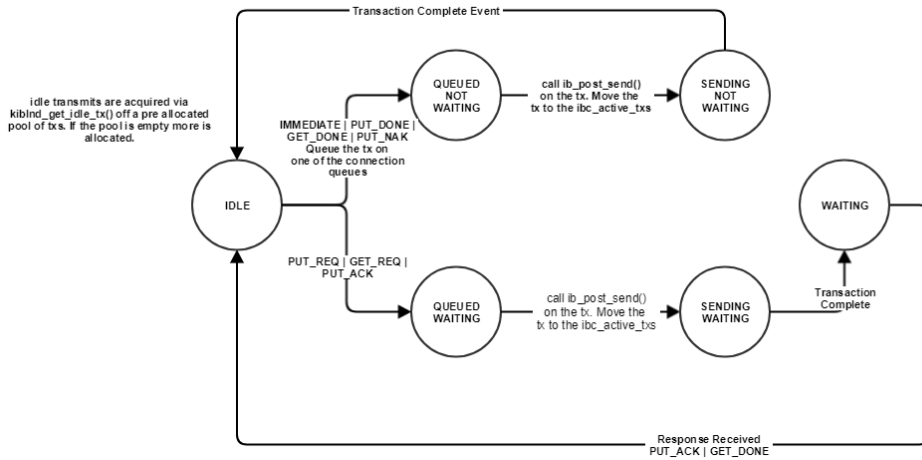 Transaction Complete Event
idle transmits are acquired via
kiblnd_get_idle_tx() off a pre allocated
pool of txs. If the pool is empty more is
allocated.
QUEUED
NOT
WAITING
call ib_post_send()
on the tx. Move the
tx to the ibc_active_txs
SENDING
NOT
WAITING
IMMEDIATE | PUT_DONE |
GET_DONE | PUT_NAK
Queue the tx on
one of the connection
queues
IDLE
WAITING
PUT_REQ | GET_REQ |
PUT_ACK
QUEUED
WAITING
call ib_post_send()
on the tx. Move the
tx to the ibc_active_txs
SENDING
WAITING
Transaction
Complete
Response Received
PUT_ACK | GET_DONE